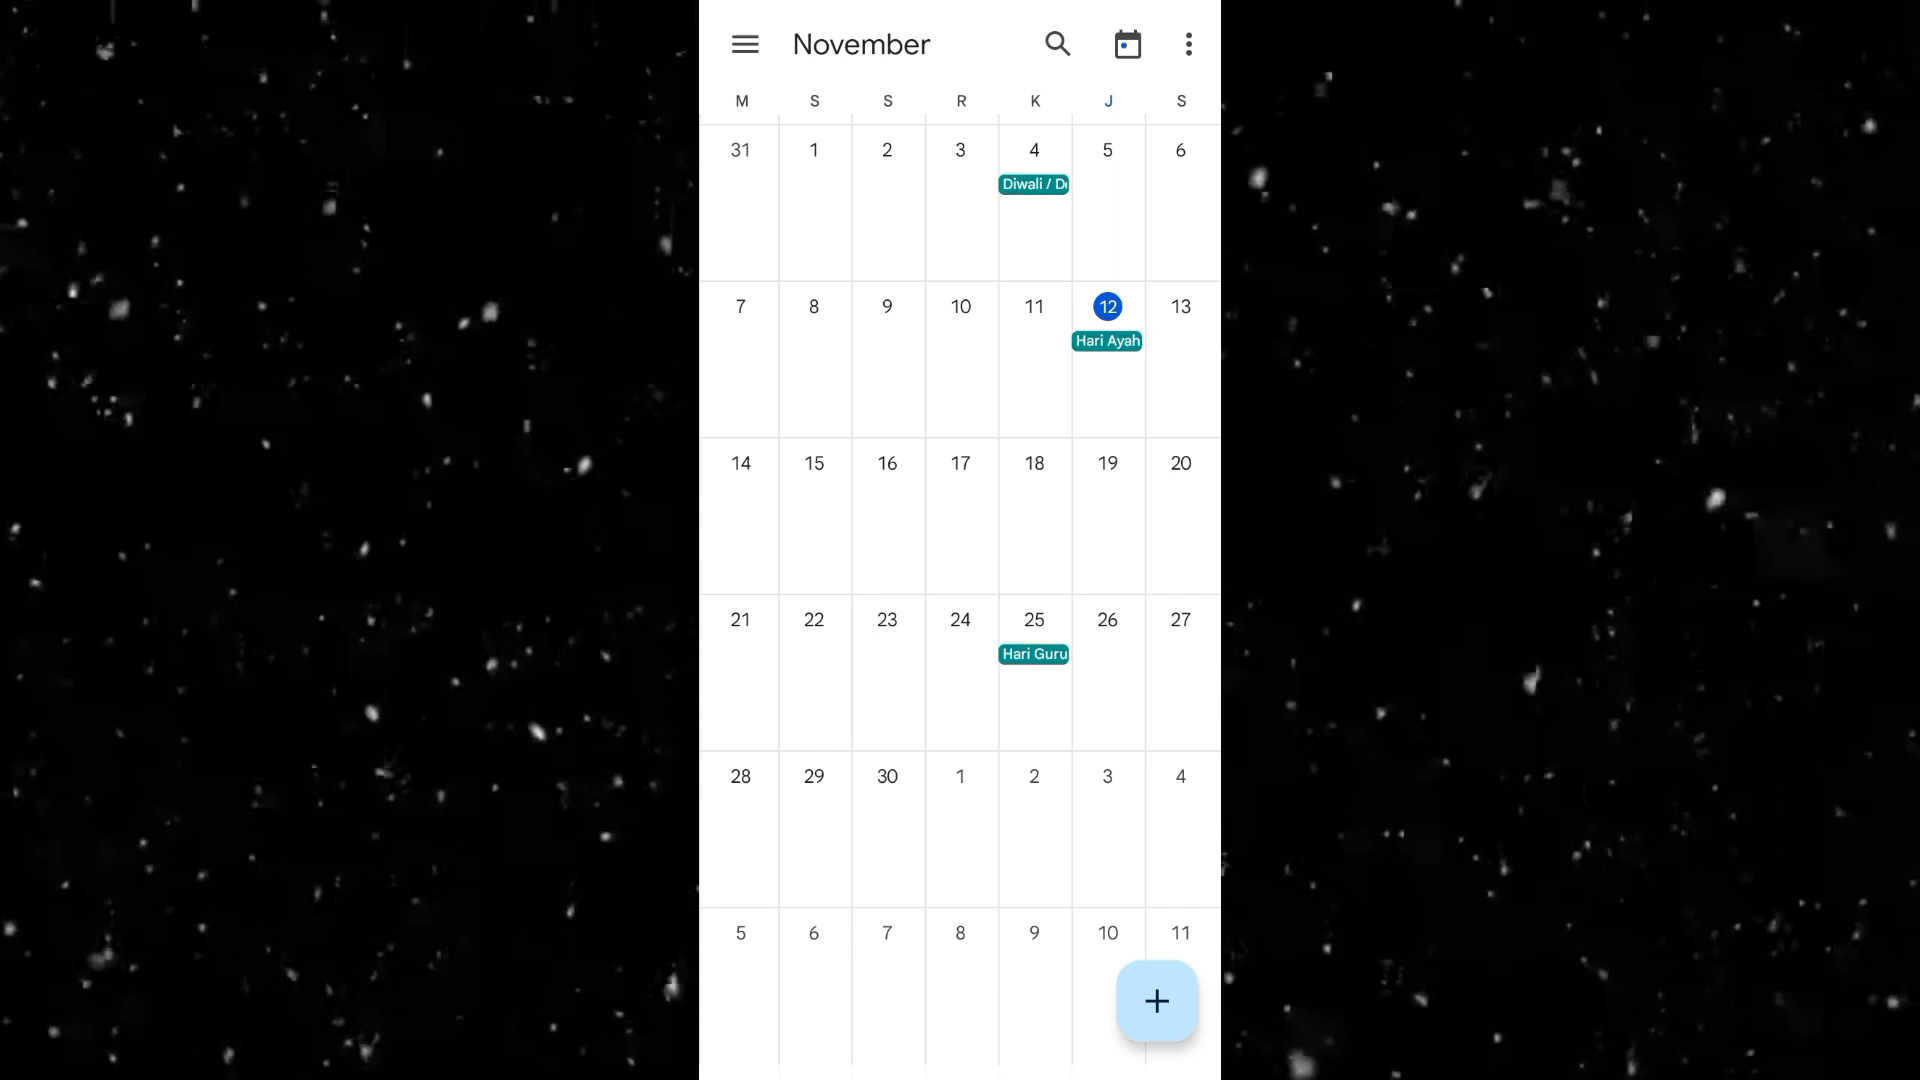 November
M S S R K J S
31 1 2 3 4 5 6
Diwali / De
7 8 9 10 11 12 13
Hari Ayah
14 15 16 17 18 19 20
21 22 23 24 25 26 27
Hari Guru
28 29 30 1 2 3 4
5 6 7 8 9 10 11